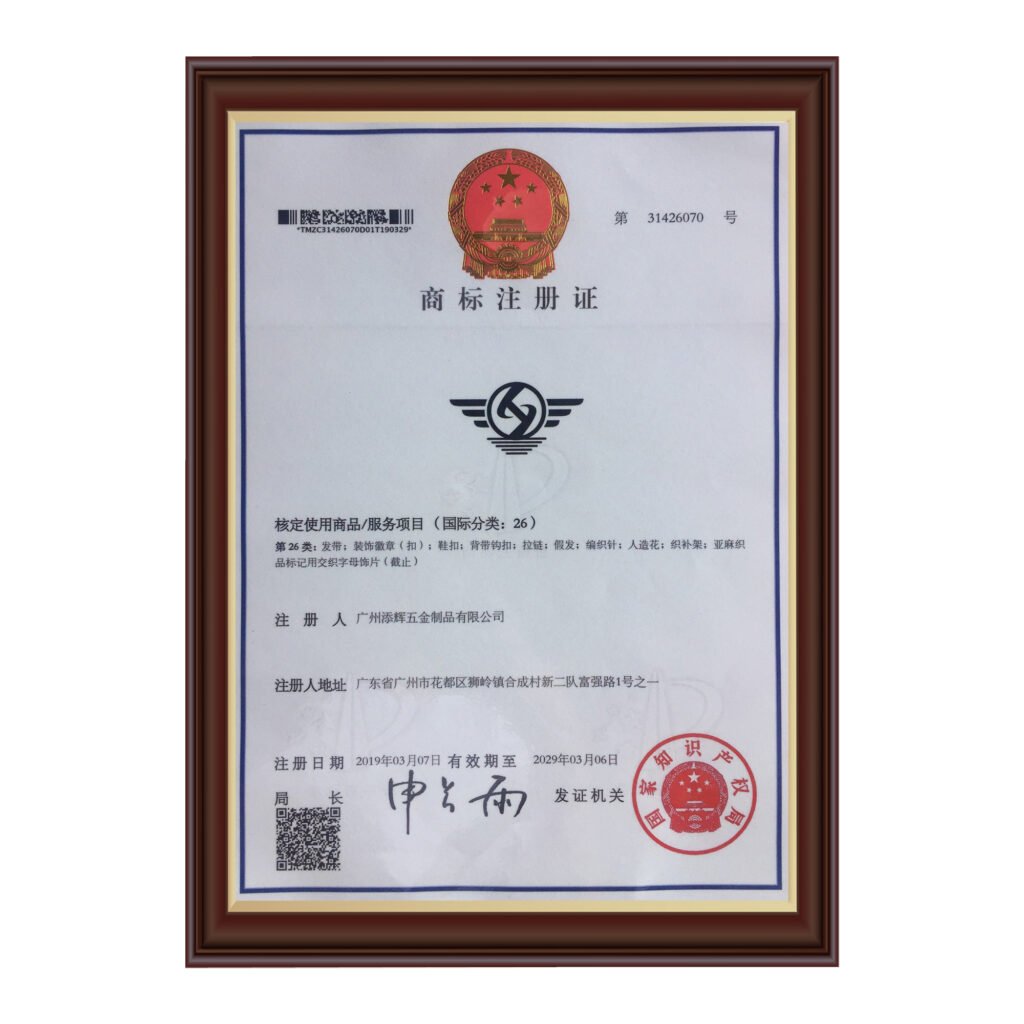 *TMZC31426070D01T190329*
第 31426070 号
商标注册证
核定使用商品/服务项目（国际分类：26）
第26类：发带；装饰徽章（扣）；鞋扣；背带钩扣；拉链；假发；编织针；人造花；织补架；亚麻织
品标记用交织字母饰片（截止）
注册人 广州添辉五金制品有限公司
注册人地址 广东省广州市花都区狮岭镇合成村新二队富强路1号之一
注册日期 2019年03月07日 有效期至 2029年03月06日
局长 申长雨 发证机关
国家知识产权局